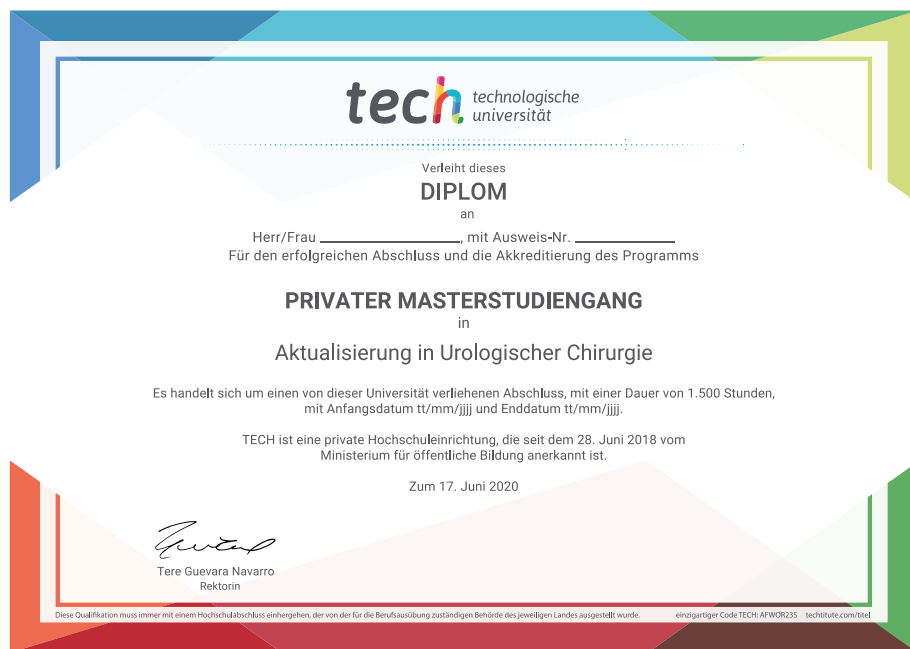 tech technologische
universität
Verleiht dieses
DIPLOM
an
Herr/Frau ____________________, mit Ausweis-Nr. ______________
Für den erfolgreichen Abschluss und die Akkreditierung des Programms
PRIVATER MASTERSTUDIENGANG
in
Aktualisierung in Urologischer Chirurgie
Es handelt sich um einen von dieser Universität verliehenen Abschluss, mit einer Dauer von 1.500 Stunden,
mit Anfangsdatum tt/mm/jjjj und Enddatum tt/mm/jjjj.
TECH ist eine private Hochschuleinrichtung, die seit dem 28. Juni 2018 vom
Ministerium für öffentliche Bildung anerkannt ist.
Zum 17. Juni 2020
Tere Guevara Navarro
Rektorin
Diese Qualifikation muss immer mit einem Hochschulabschluss einhergehen, der von der für die Berufsausübung zuständigen Behörde des jeweiligen Landes ausgestellt wurde. einzigartiger Code TECH: AFWOR23S techtitute.com/titel